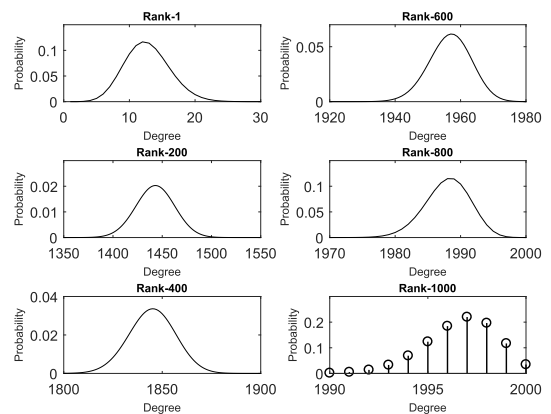 Rank-1
Probability
0.1
0.05
0
0 10 20 30
Degree
Rank-600
Probability
0.05
0
1920 1940 1960 1980
Degree
Rank-200
Probability
0.02
0.01
0
1350 1400 1450 1500 1550
Degree
Rank-800
Probability
0.1
0.05
0
1970 1980 1990 2000
Degree
Rank-400
Probability
0.04
0.02
0
1800 1850 1900
Degree
Rank-1000
Probability
0.2
0.1
0
1990 1995 2000
Degree